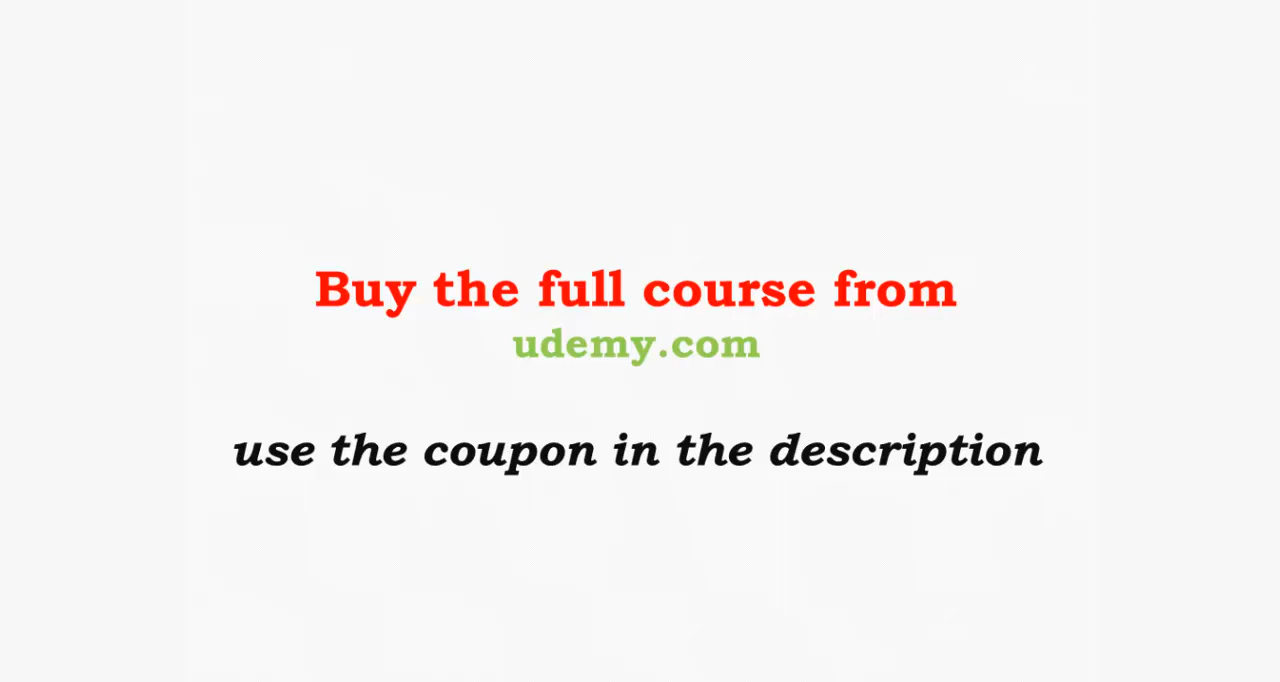 Buy the full course from
udemy.com
use the coupon in the description